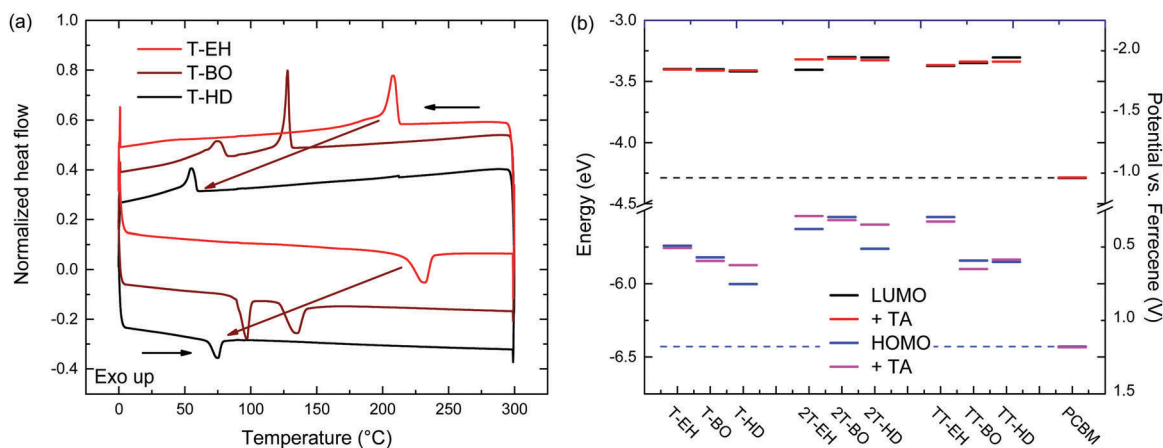 (a)
1.0
0.8
0.6
0.4
0.2
0.0
-0.2
-0.4
Normalized heat flow
T-EH
T-BO
T-HD
Exo up
0 50 100 150 200 250 300
Temperature (°C)
(b)
-3.0
-3.5
-4.0
-4.5
-6.0
-6.5
Energy (eV)
LUMO
+ TA
HOMO
+ TA
-2.0
-1.5
-1.0
0.5
1.0
1.5
Potential vs. Ferrecene (V)
T-EH T-BO T-HD 2T-EH 2T-BO 2T-HD TT-EH TT-BO TT-HD PCBM